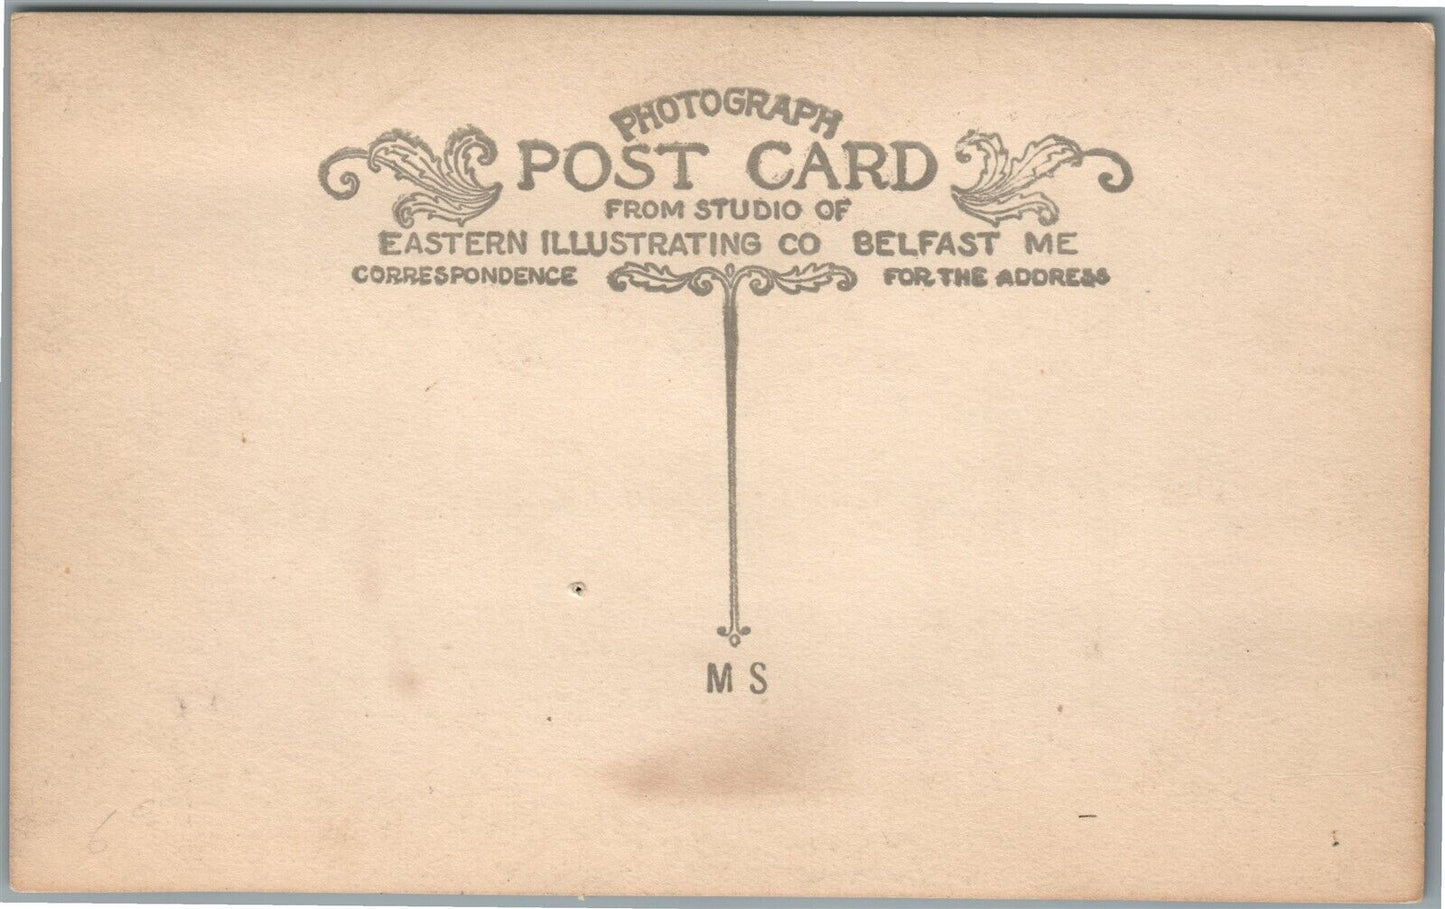 PHOTOGRAPH
POST CARD
FROM STUDIO OF
EASTERN ILLUSTRATING CO BELFAST ME
CORRESPONDENCE FOR THE ADDRESS
M S